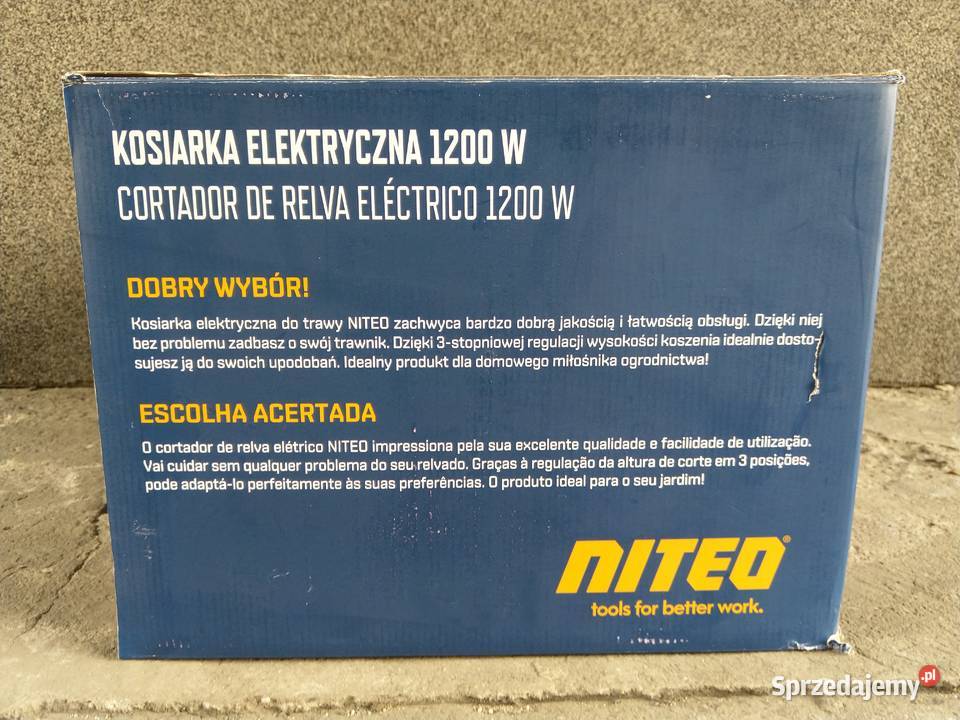 KOSIARKA ELEKTRYCZNA 1200 W
CORTADOR DE RELVA ELÉCTRICO 1200 W
DOBRY WYBÓR!
Kosiarka elektryczna do trawy NITEO zachwyca bardzo dobrą jakością i łatwością obsługi. Dzięki niej
bez problemu zadbasz o swój trawnik. Dzięki 3-stopniowej regulacji wysokości koszenia idealnie dosto-
sujesz ją do swoich upodobań. Idealny produkt dla domowego miłośnika ogrodnictwa!
ESCOLHA ACERTADA
O cortador de relva elétrico NITEO impressiona pela sua excelente qualidade e facilidade de utilização.
Vai cuidar sem qualquer problema do seu relvado. Graças à regulação da altura de corte em 3 posições,
pode adaptá-lo perfeitamente às suas preferências. O produto ideal para o seu jardim!
NITEO®
tools for better work.
Sprzedajemy.pl